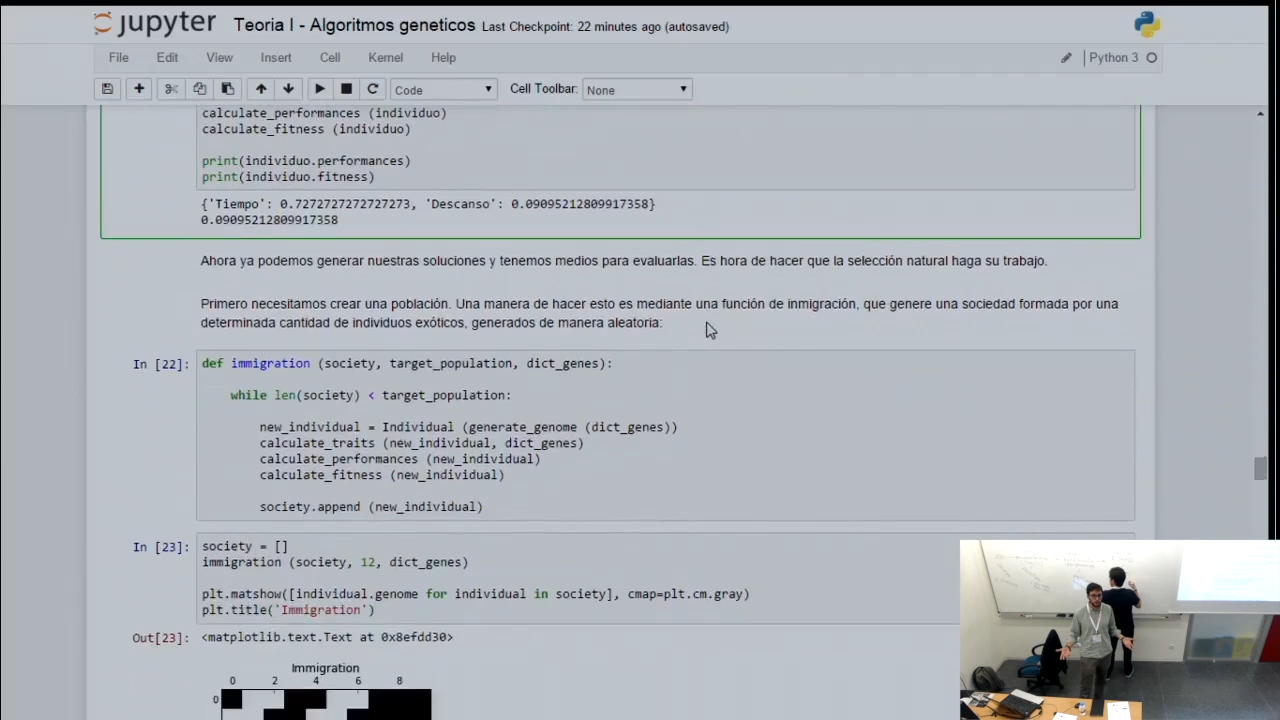 jupyter Teoria I - Algoritmos geneticos Last Checkpoint: 22 minutes ago (autosaved)
File Edit View Insert Cell Kernel Help Python 3
Code Cell Toolbar: None
calculate_performances (individuo)
calculate_fitness (individuo)
print(individuo.performances)
print(individuo.fitness)
{'Tiempo': 0.7272727272727273, 'Descanso': 0.09095212809917358}
0.09095212809917358
Ahora ya podemos generar nuestras soluciones y tenemos medios para evaluarlas. Es hora de hacer que la selección natural haga su trabajo.
Primero necesitamos crear una población. Una manera de hacer esto es mediante una función de inmigración, que genere una sociedad formada por una
determinada cantidad de individuos exóticos, generados de manera aleatoria:
In [22]: def immigration (society, target_population, dict_genes):
while len(society) < target_population:
new_individual = Individual (generate_genome (dict_genes))
calculate_traits (new_individual, dict_genes)
calculate_performances (new_individual)
calculate_fitness (new_individual)
society.append (new_individual)
In [23]: society = []
immigration (society, 12, dict_genes)
plt.matshow([individual.genome for individual in society], cmap=plt.cm.gray)
plt.title('Immigration')
Out[23]: <matplotlib.text.Text at 0x8efdd30>
Immigration
0 2 4 6 8
0